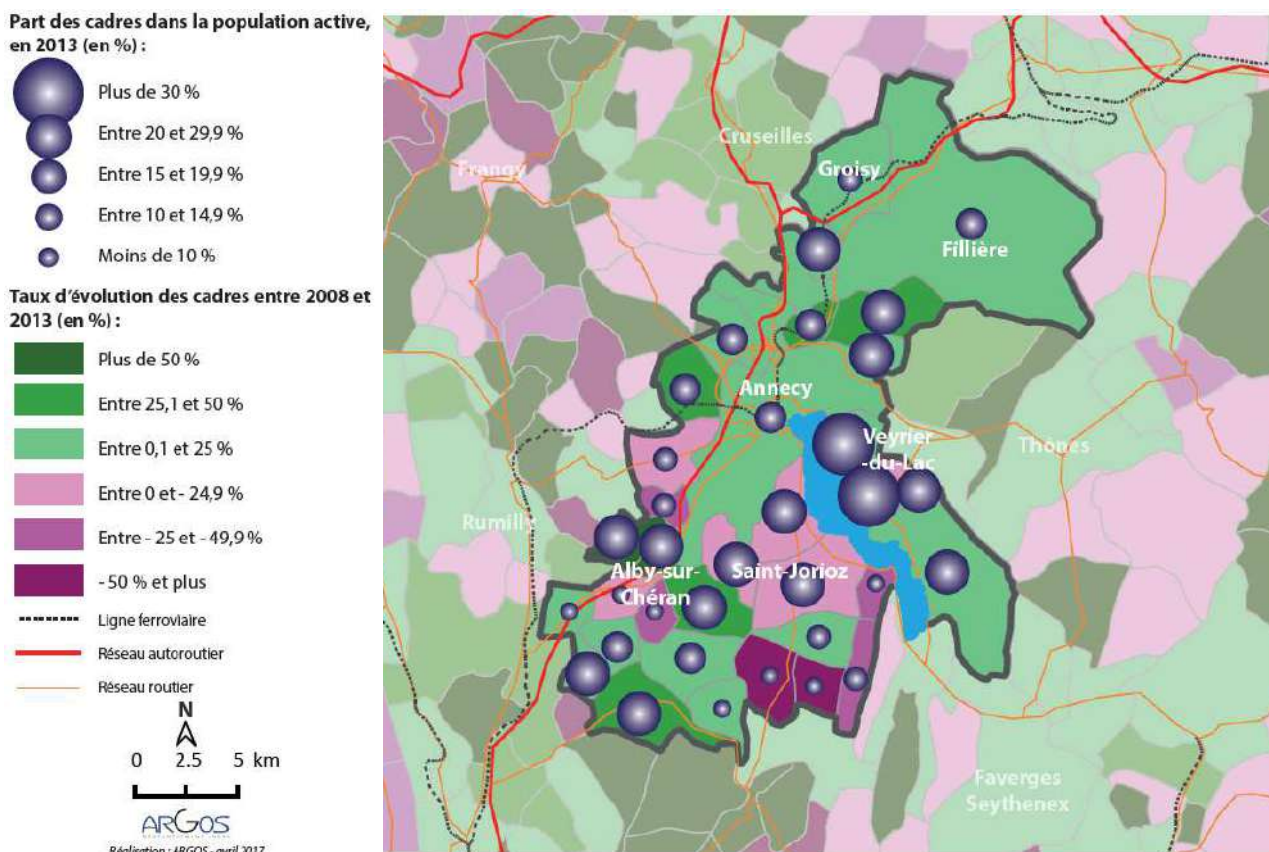 Part des cadres dans la population active,
en 2013 (en %) :
Plus de 30 %
Entre 20 et 29,9 %
Entre 15 et 19,9 %
Entre 10 et 14,9 %
Moins de 10 %
Taux d'évolution des cadres entre 2008 et
2013 (en %) :
Plus de 50 %
Entre 25,1 et 50 %
Entre 0,1 et 25 %
Entre 0 et - 24,9 %
Entre - 25 et - 49,9 %
- 50 % et plus
Ligne ferroviaire
Réseau autoroutier
Réseau routier
N
0 2.5 5 km
ARGOS
Réalisation : ARGOS - avril 2017
Cruseilles
Frangy
Groisy
Fillière
Annecy
Veyrier
-du-Lac
Thônes
Rumilly
Alby-sur-
Chéran
Saint-Jorioz
Faverges
Seythenex